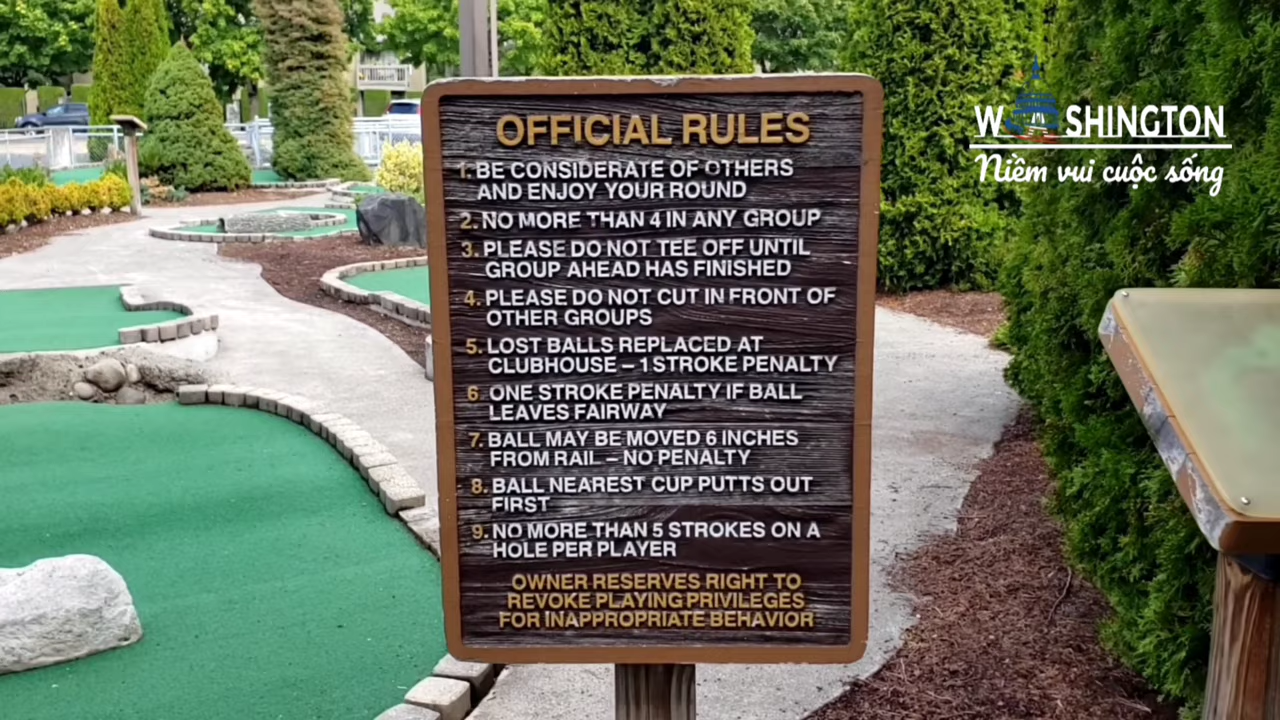 OFFICIAL RULES
1. BE CONSIDERATE OF OTHERS
AND ENJOY YOUR ROUND
2. NO MORE THAN 4 IN ANY GROUP
3. PLEASE DO NOT TEE OFF UNTIL
GROUP AHEAD HAS FINISHED
4. PLEASE DO NOT CUT IN FRONT OF
OTHER GROUPS
5. LOST BALLS REPLACED AT
CLUBHOUSE – 1 STROKE PENALTY
6 ONE STROKE PENALTY IF BALL
LEAVES FAIRWAY
7. BALL MAY BE MOVED 6 INCHES
FROM RAIL – NO PENALTY
8. BALL NEAREST CUP PUTTS OUT
FIRST
9. NO MORE THAN 5 STROKES ON A
HOLE PER PLAYER
OWNER RESERVES RIGHT TO
REVOKE PLAYING PRIVILEGES
FOR INAPPROPRIATE BEHAVIOR
WASHINGTON
Niềm vui cuộc sống